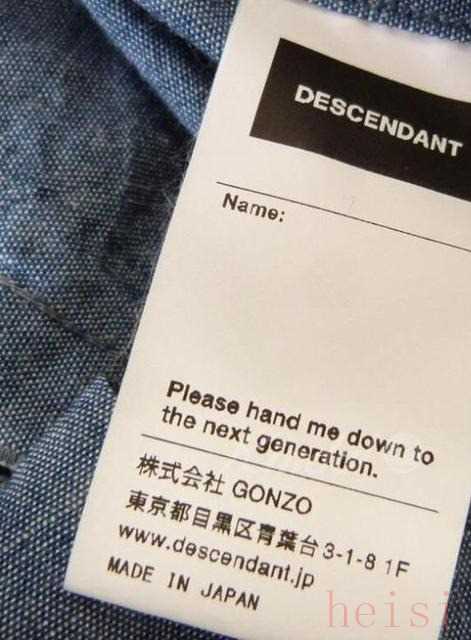 DESCENDANT
Name:
Please hand me down to
the next generation.
株式会社 GONZO
東京都目黒区青葉台3-1-8 1F
www.descendant.jp
MADE IN JAPAN
heisi